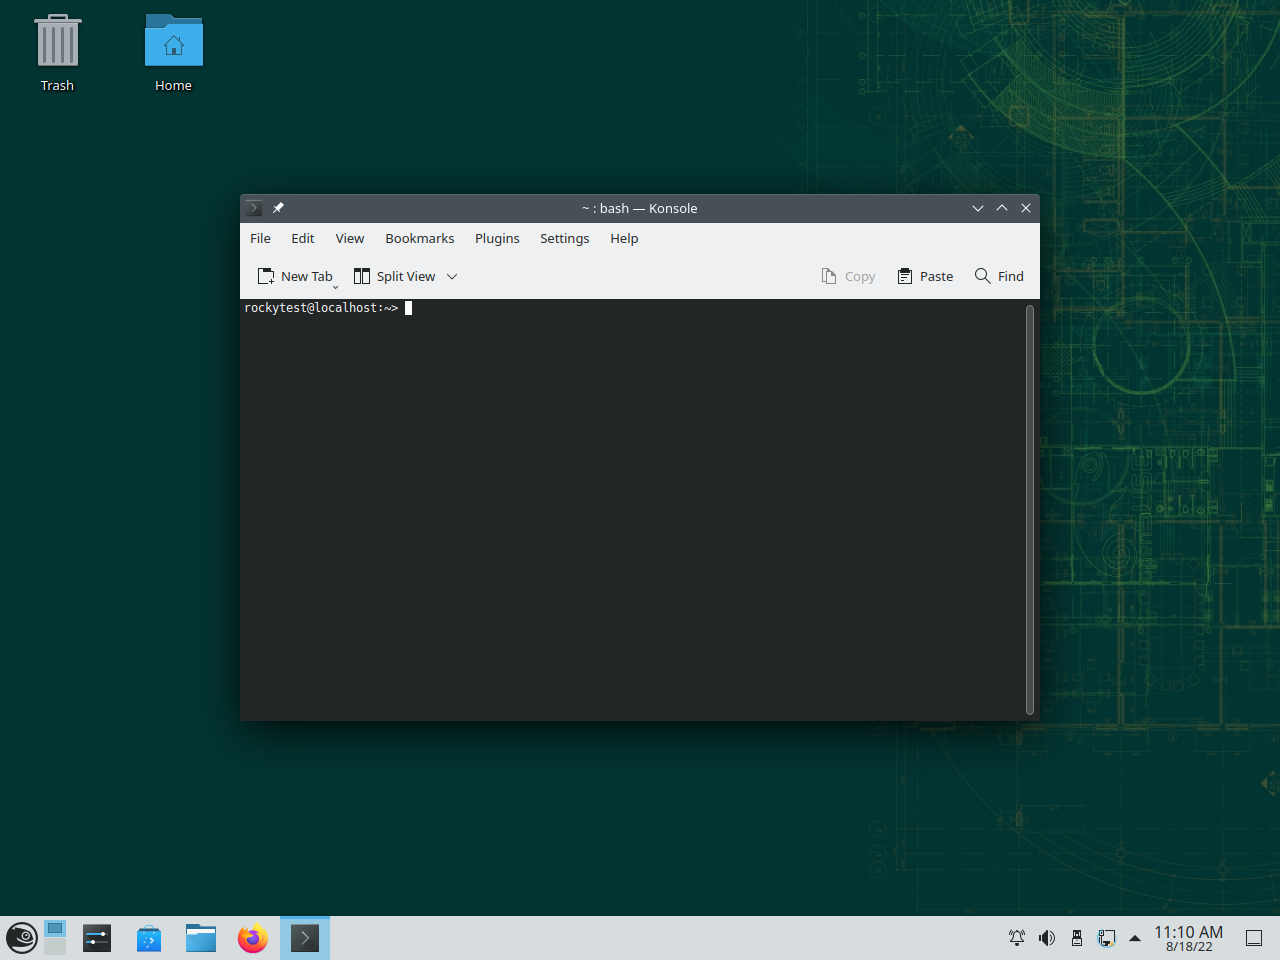 Trash
Home
~ : bash — Konsole
File Edit View Bookmarks Plugins Settings Help
New Tab Split View Copy Paste Find
rockytest@localhost:~>
11:10 AM
8/18/22